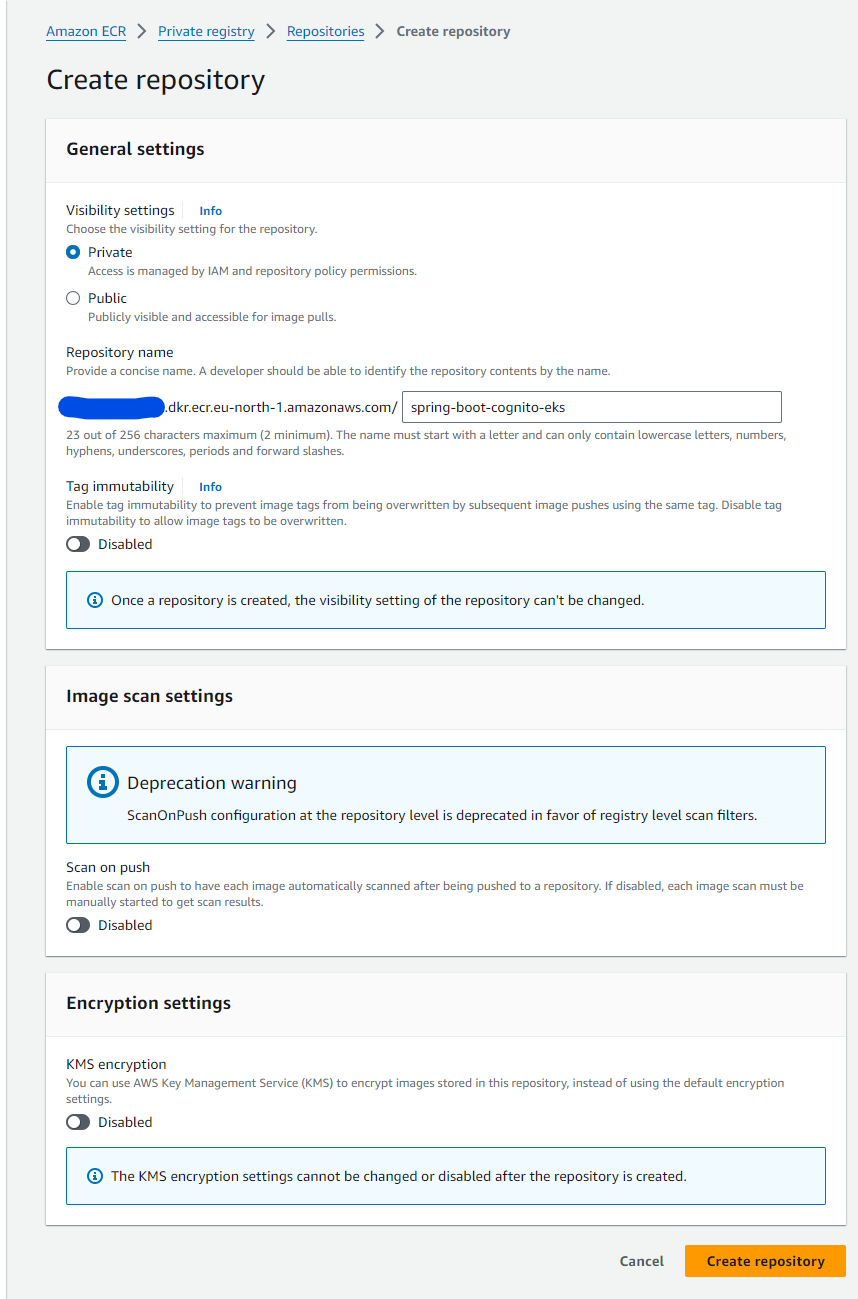 Amazon ECR > Private registry > Repositories > Create repository
Create repository
General settings
Visibility settings Info
Choose the visibility setting for the repository.
Private
Access is managed by IAM and repository policy permissions.
Public
Publicly visible and accessible for image pulls.
Repository name
Provide a concise name. A developer should be able to identify the repository contents by the name.
.dkr.ecr.eu-north-1.amazonaws.com/ spring-boot-cognito-eks
23 out of 256 characters maximum (2 minimum). The name must start with a letter and can only contain lowercase letters, numbers,
hyphens, underscores, periods and forward slashes.
Tag immutability Info
Enable tag immutability to prevent image tags from being overwritten by subsequent image pushes using the same tag. Disable tag
immutability to allow image tags to be overwritten.
Disabled
Once a repository is created, the visibility setting of the repository can't be changed.
Image scan settings
Deprecation warning
ScanOnPush configuration at the repository level is deprecated in favor of registry level scan filters.
Scan on push
Enable scan on push to have each image automatically scanned after being pushed to a repository. If disabled, each image scan must be
manually started to get scan results.
Disabled
Encryption settings
KMS encryption
You can use AWS Key Management Service (KMS) to encrypt images stored in this repository, instead of using the default encryption
settings.
Disabled
The KMS encryption settings cannot be changed or disabled after the repository is created.
Cancel Create repository